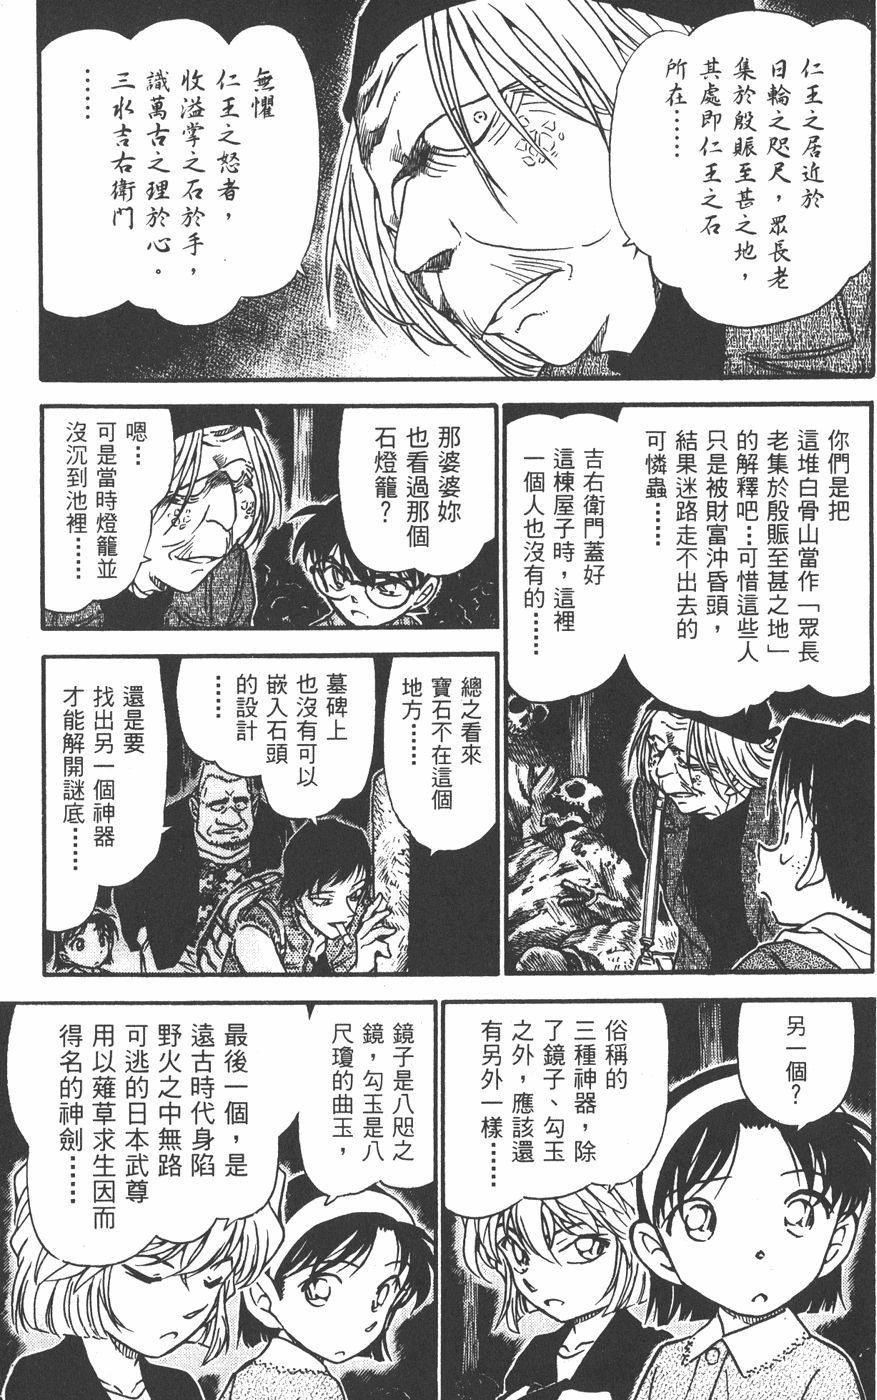 仁王之居近於
日輪之咫尺，眾長老
集於殷賑至甚之地，
其處即仁王之石
所在……
無懼
仁王之怒者，
收溢掌之石於手，
識萬古之理於心。
三水吉右衛門
……
你們是把
這堆白骨山當作「眾長
老集於殷賑至甚之地」
的解釋吧…可惜這些人
只是被財富沖昏頭，
結果迷路走不出去的
可憐蟲……
吉右衛門蓋好
這棟屋子時，這裡
一個人也沒有的……
那婆婆妳
也看過那個
石燈籠？
嗯…
可是當時燈籠並
沒沉到池裡……
總之看來
寶石不在這個
地方……
墓碑上
也沒有可以
嵌入石頭
的設計
……
還是要
找出另一個神器
才能解開謎底……
另一個？
俗稱的
三種神器，除
了鏡子、勾玉
之外，應該還
有另外一樣……
鏡子是八咫之
鏡，勾玉是八
尺瓊的曲玉，
最後一個，是
遠古時代身陷
野火之中無路
可逃的日本武尊
用以薙草求生因而
得名的神劍……